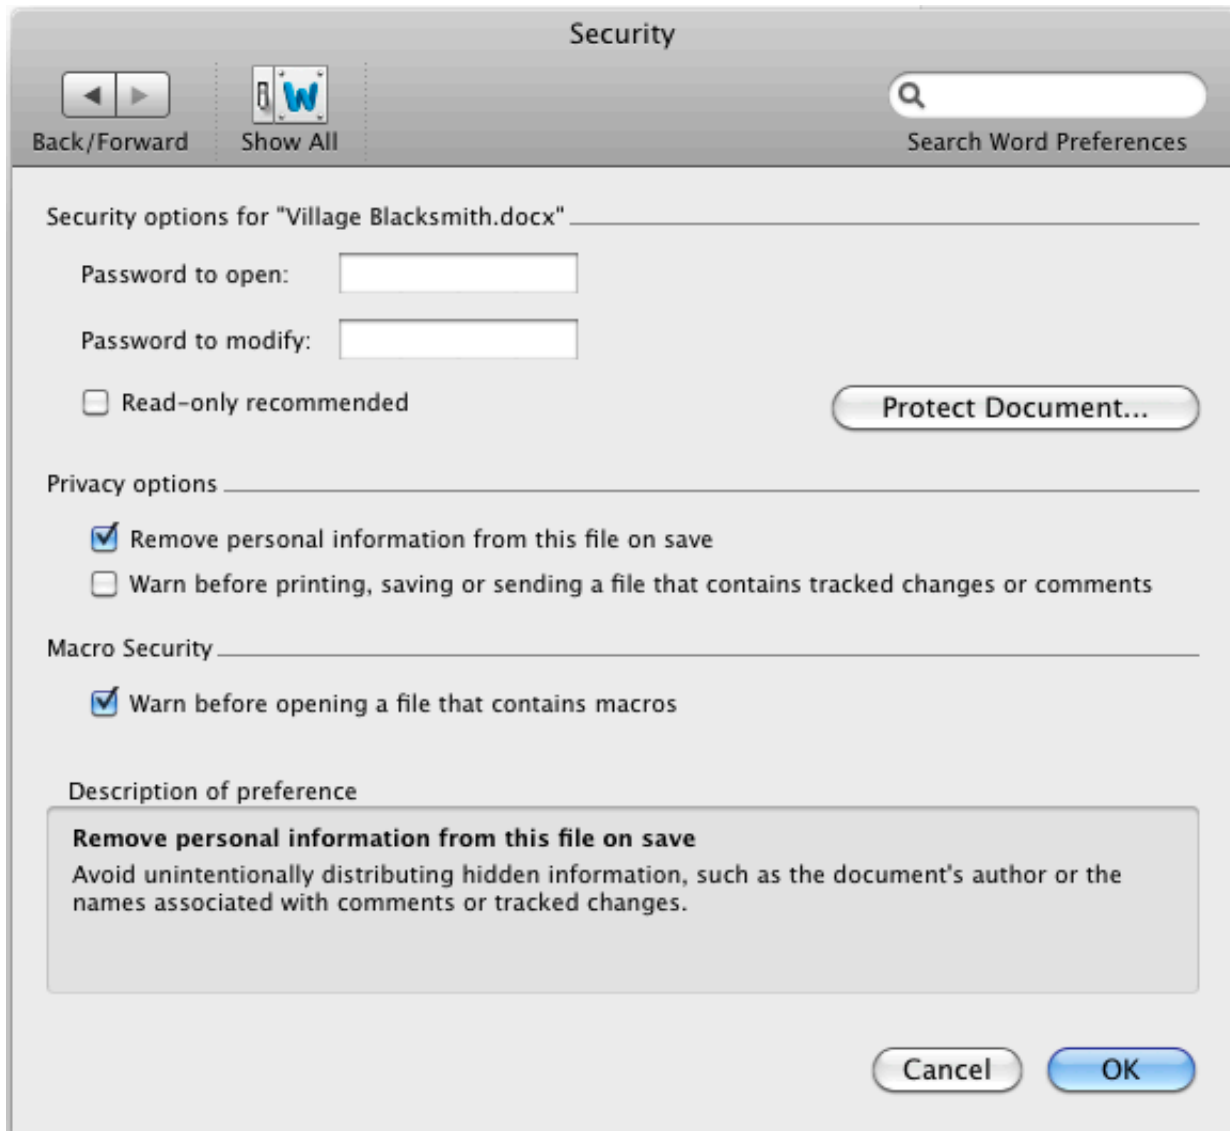 Security
Back/Forward
Show All
Search Word Preferences
Security options for "Village Blacksmith.docx"
Password to open:
Password to modify:
Read-only recommended
Protect Document...
Privacy options
Remove personal information from this file on save
Warn before printing, saving or sending a file that contains tracked changes or comments
Macro Security
Warn before opening a file that contains macros
Description of preference
Remove personal information from this file on save
Avoid unintentionally distributing hidden information, such as the document's author or the
names associated with comments or tracked changes.
Cancel
OK